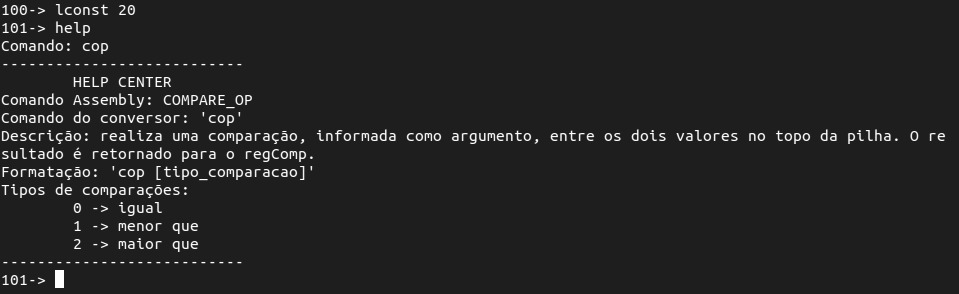 100-> lconst 20
101-> help
Comando: cop
---------------------------
HELP CENTER
Comando Assembly: COMPARE_OP
Comando do conversor: 'cop'
Descrição: realiza uma comparação, informada como argumento, entre os dois valores no topo da pilha. O re
sultado é retornado para o regComp.
Formatação: 'cop [tipo_comparacao]'
Tipos de comparações:
0 -> igual
1 -> menor que
2 -> maior que
---------------------------
101->